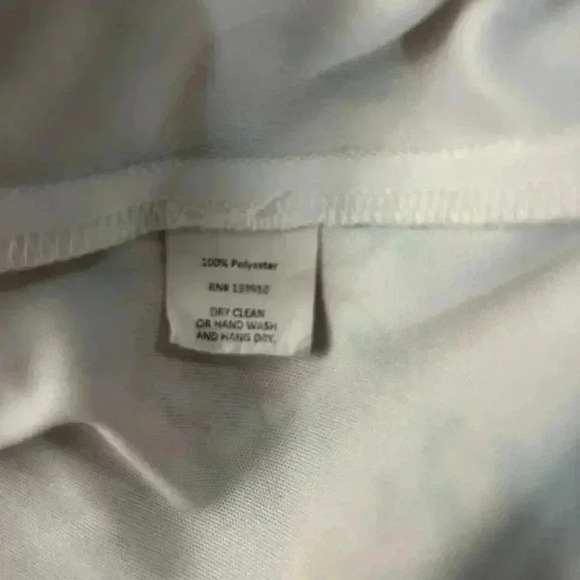 100% Polyester
RN#
DRY CLEAN
OR HAND WASH
AND HANG DRY.